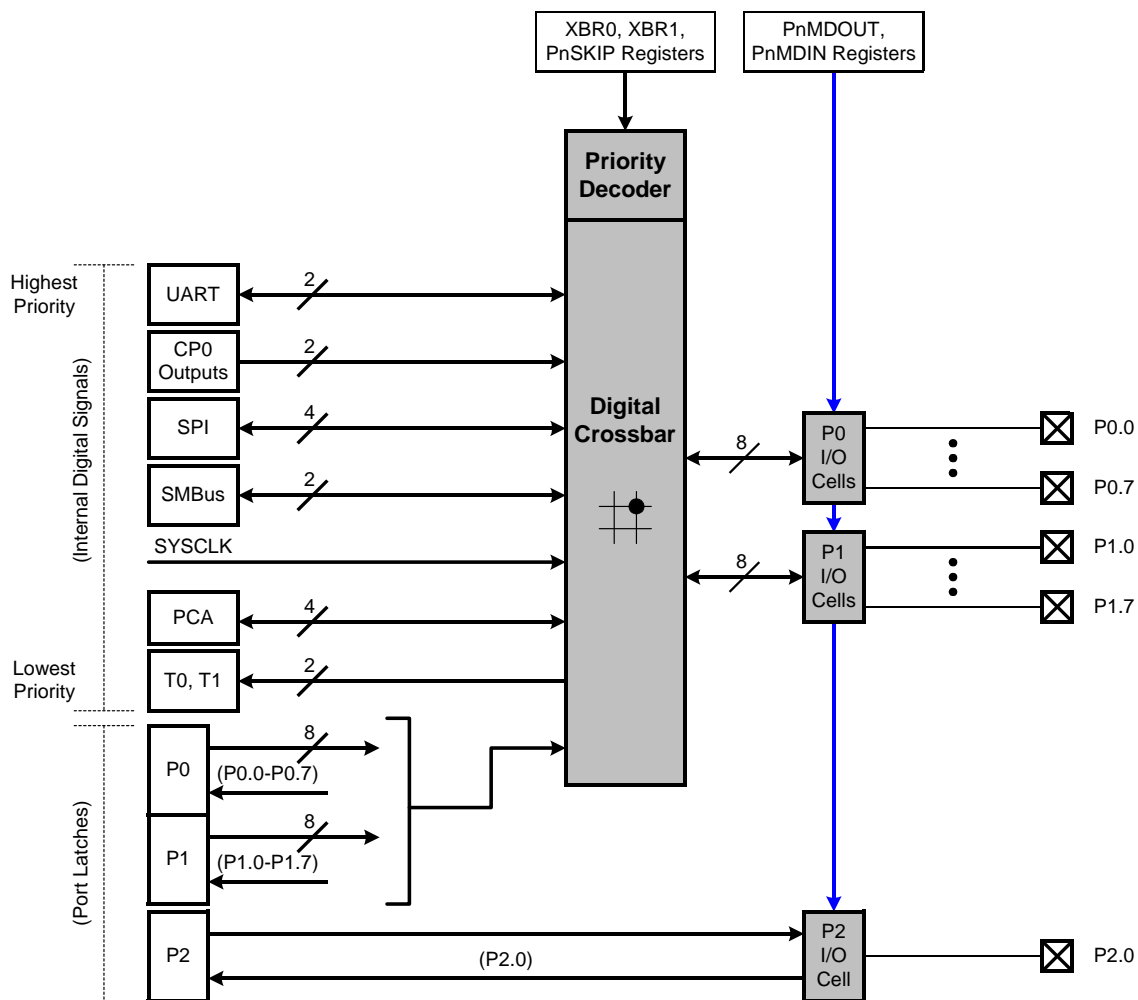 XBR0, XBR1,
PnSKIP Registers
PnMDOUT,
PnMDIN Registers
Priority
Decoder
Highest
Priority
UART
2
CP0
Outputs
2
(Internal Digital Signals)
SPI
4
Digital
Crossbar
P0
I/O
Cells
8
P0.0
P0.7
SMBus
2
SYSCLK
P1
I/O
Cells
8
P1.0
P1.7
PCA
4
Lowest
Priority
T0, T1
2
(Port Latches)
P0
8
(P0.0-P0.7)
P1
8
(P1.0-P1.7)
P2
(P2.0)
P2
I/O
Cell
P2.0